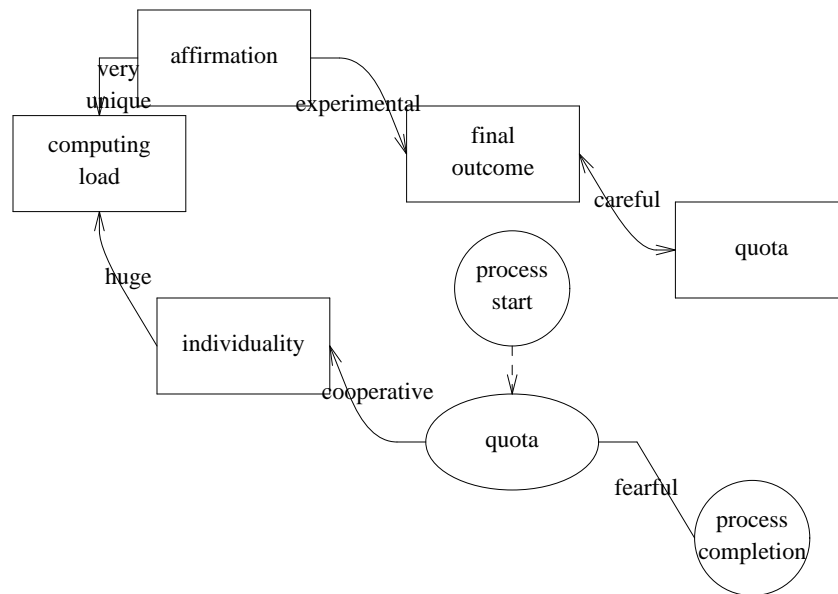 affirmation
very
unique
experimental
computing
load
final
outcome
careful
quota
process
start
huge
individuality
cooperative
quota
fearful
process
completion